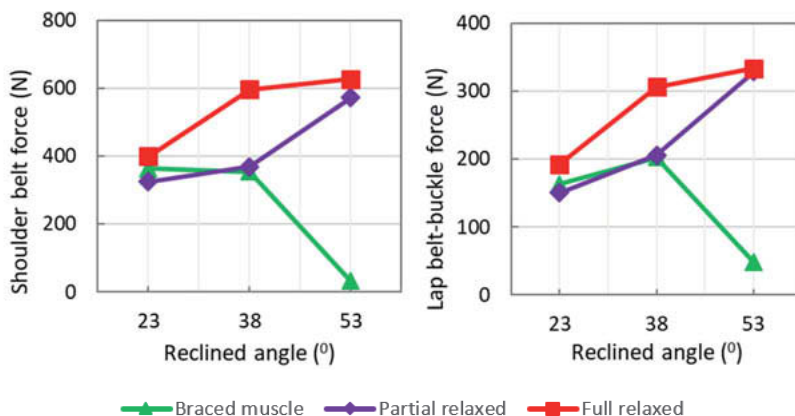 Shoulder belt force (N)
800
600
400
200
0
23 38 53
Reclined angle (⁰)
Lap belt-buckle force (N)
400
300
200
100
0
23 38 53
Reclined angle (⁰)
Braced muscle Partial relaxed Full relaxed